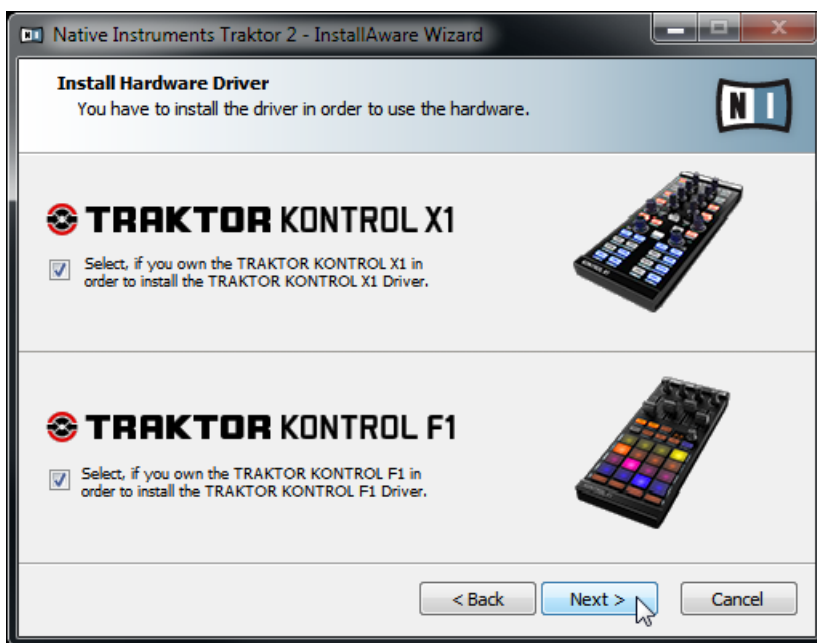 Native Instruments Traktor 2 - InstallAware Wizard
Install Hardware Driver
You have to install the driver in order to use the hardware.
N I
TRAKTOR KONTROL X1
Select, if you own the TRAKTOR KONTROL X1 in
order to install the TRAKTOR KONTROL X1 Driver.
TRAKTOR KONTROL F1
Select, if you own the TRAKTOR KONTROL F1 in
order to install the TRAKTOR KONTROL F1 Driver.
< Back
Next >
Cancel